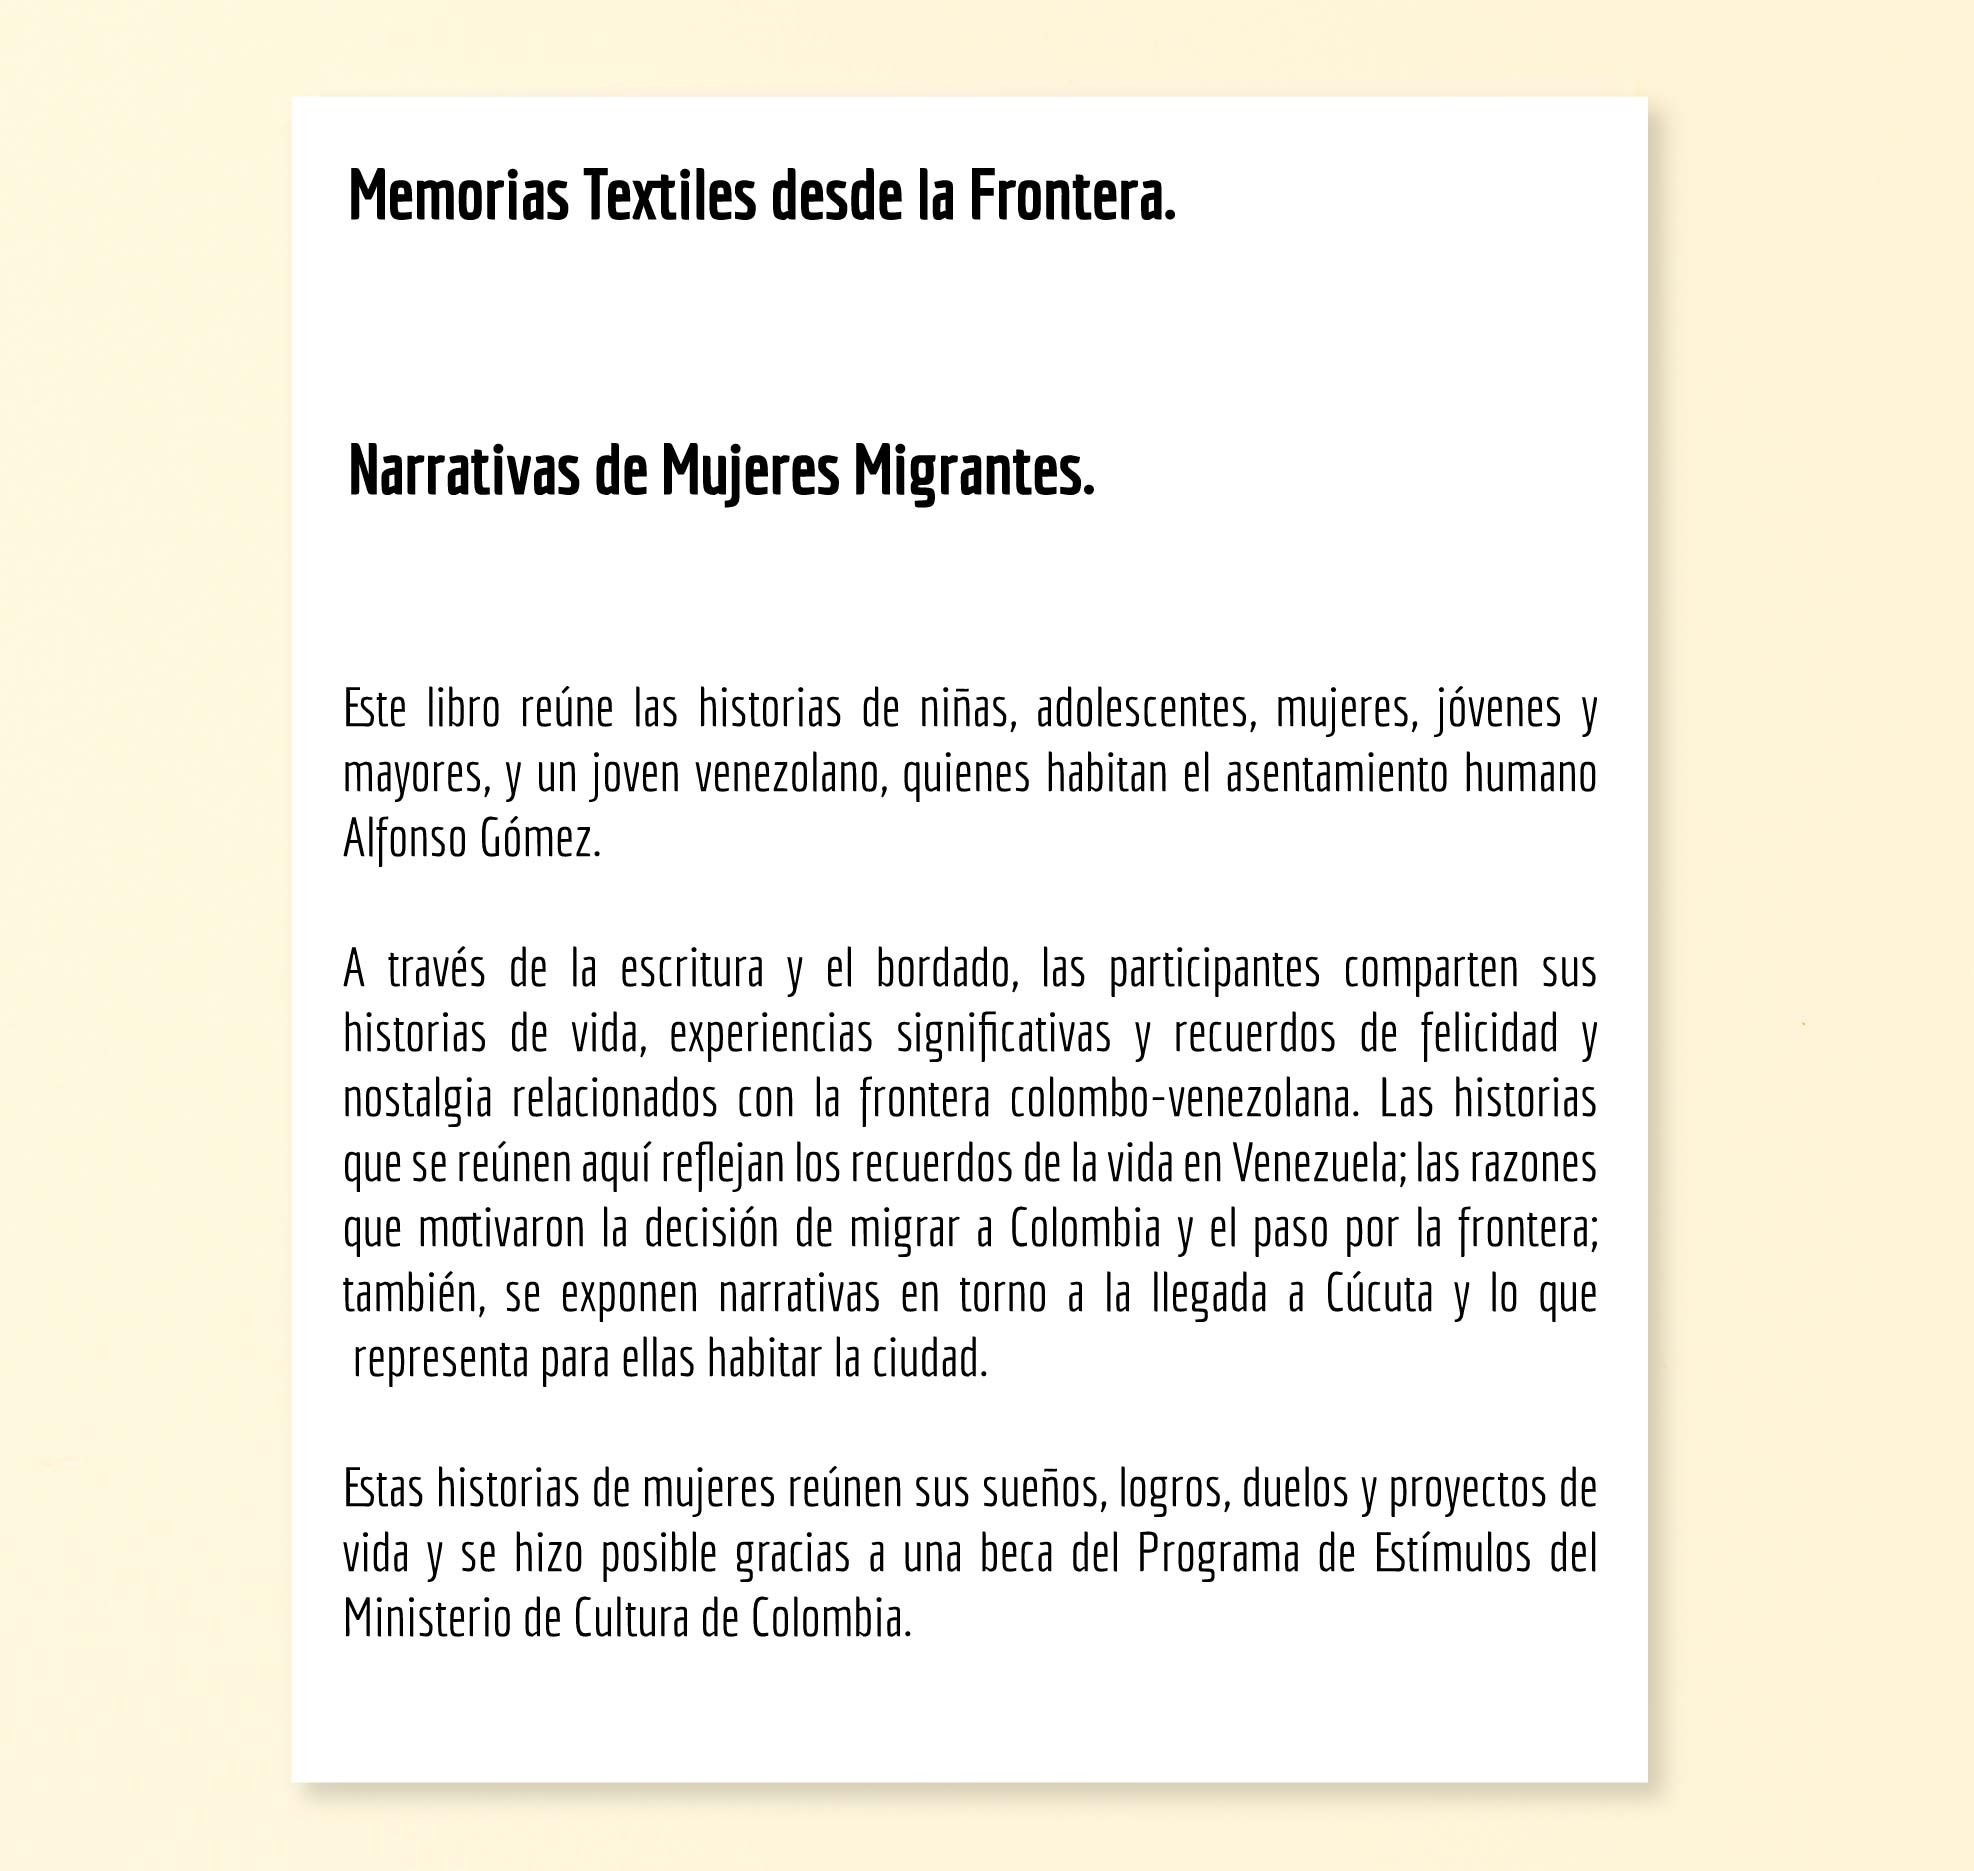 Memorias Textiles desde la Frontera.
Narrativas de Mujeres Migrantes.
Este libro reúne las historias de niñas, adolescentes, mujeres, jóvenes y
mayores, y un joven venezolano, quienes habitan el asentamiento humano
Alfonso Gómez.
A través de la escritura y el bordado, las participantes comparten sus
historias de vida, experiencias significativas y recuerdos de felicidad y
nostalgia relacionados con la frontera colombo-venezolana. Las historias
que se reúnen aquí reflejan los recuerdos de la vida en Venezuela; las razones
que motivaron la decisión de migrar a Colombia y el paso por la frontera;
también, se exponen narrativas en torno a la llegada a Cúcuta y lo que
representa para ellas habitar la ciudad.
Estas historias de mujeres reúnen sus sueños, logros, duelos y proyectos de
vida y se hizo posible gracias a una beca del Programa de Estímulos del
Ministerio de Cultura de Colombia.